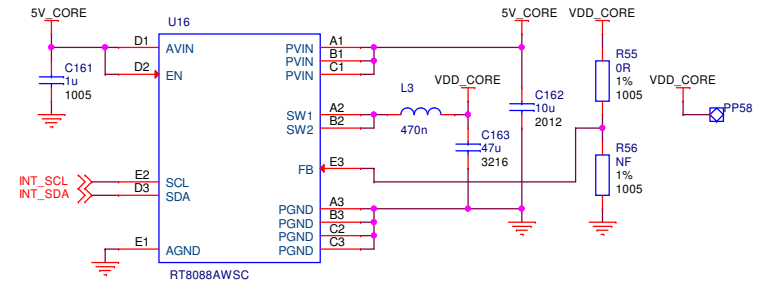 5V_CORE
5V_CORE
VDD_CORE
U16
D1
AVIN
D2
EN
C161
1u
1005
A1
PVIN
B1
PVIN
C1
PVIN
A2
SW1
B2
SW2
L3
470n
VDD_CORE
C162
10u
2012
C163
47u
3216
R55
0R
1%
1005
VDD_CORE
PP58
R56
NF
1%
1005
E3
FB
INT_SCL
E2
SCL
INT_SDA
D3
SDA
A3
PGND
B3
PGND
C2
PGND
C3
PGND
E1
AGND
RT8088AWSC